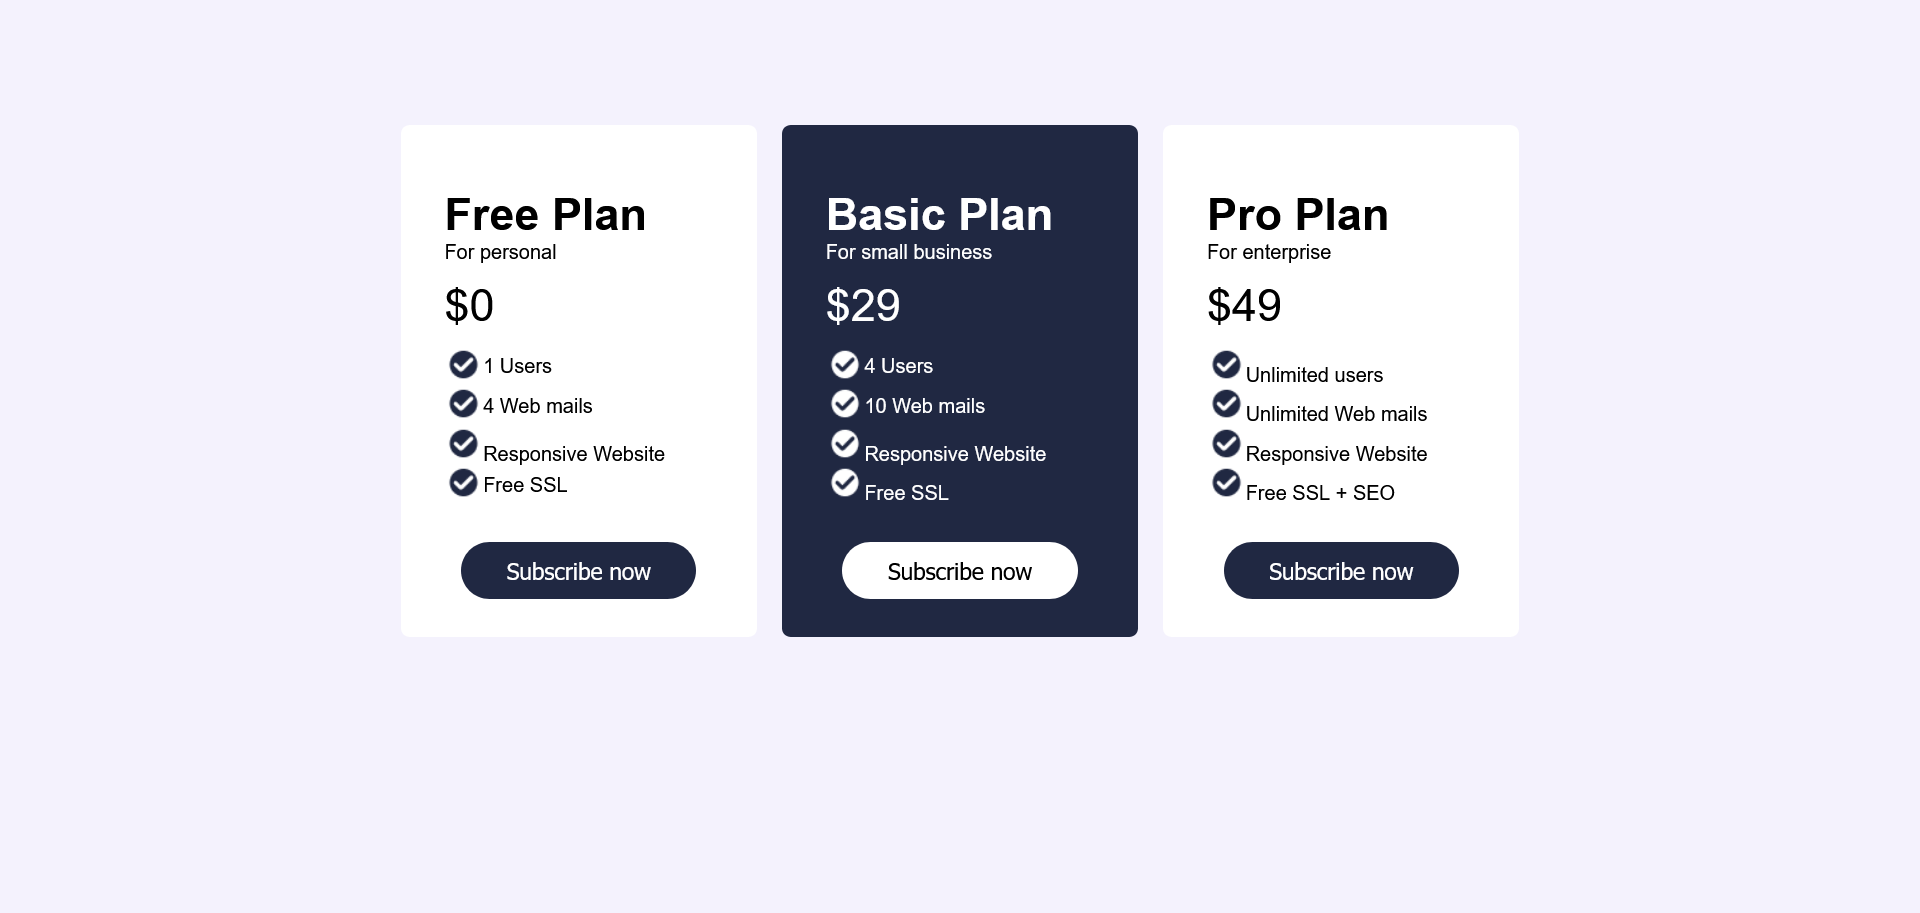 Free Plan
For personal
$0
1 Users
4 Web mails
Responsive Website
Free SSL
Subscribe now
Basic Plan
For small business
$29
4 Users
10 Web mails
Responsive Website
Free SSL
Subscribe now
Pro Plan
For enterprise
$49
Unlimited users
Unlimited Web mails
Responsive Website
Free SSL + SEO
Subscribe now